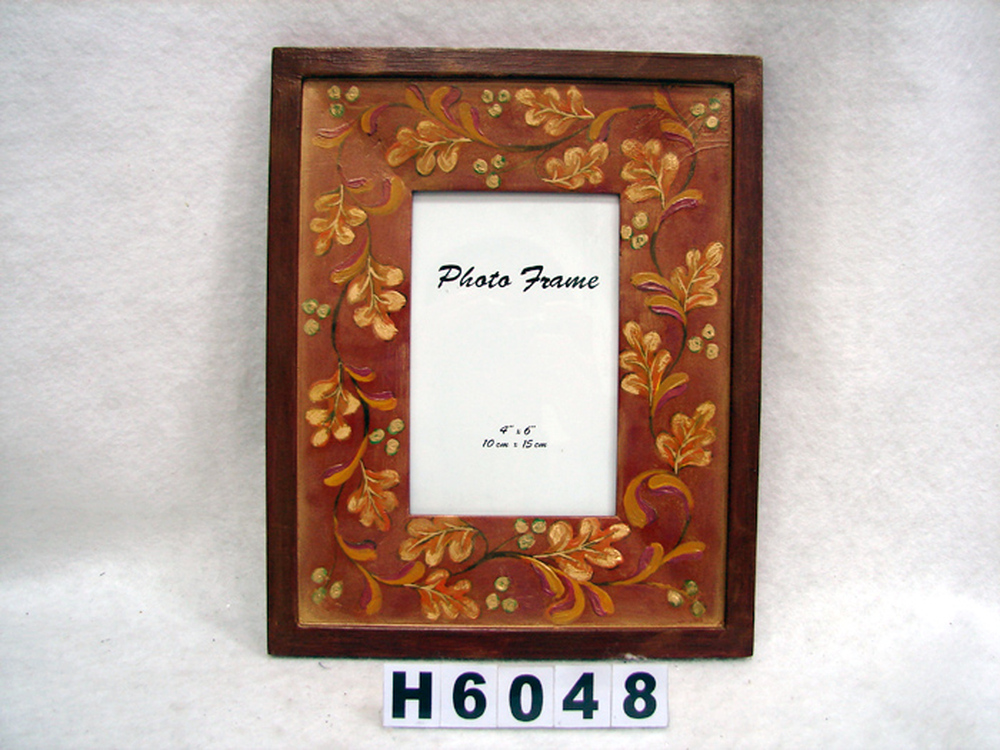 Photo Frame
4" x 6"
10 cm x 15 cm
H6048